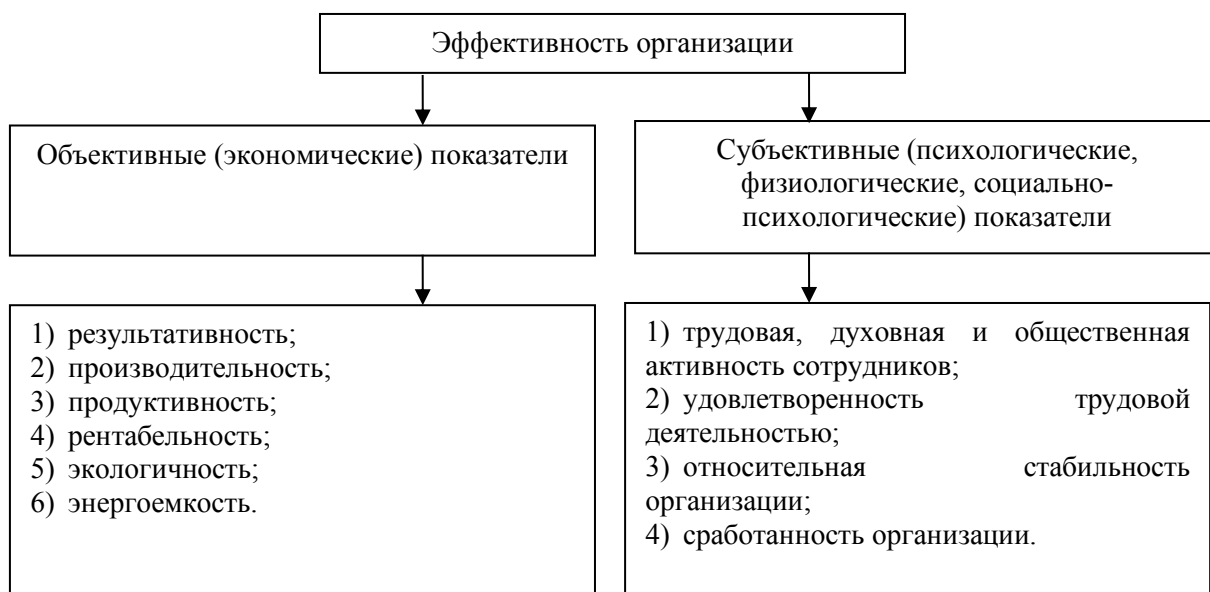 Эффективность организации
Объективные (экономические) показатели
Субъективные (психологические,
физиологические, социально-
психологические) показатели
1) результативность;
2) производительность;
3) продуктивность;
4) рентабельность;
5) экологичность;
6) энергоемкость.
1) трудовая, духовная и общественная
активность сотрудников;
2) удовлетворенность трудовой
деятельностью;
3) относительная стабильность
организации;
4) сработанность организации.